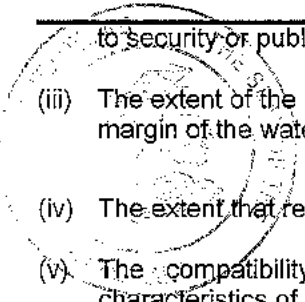 to security or publ
(iii) The extent of the
margin of the wate
(iv) The extent that re
(v) The compatibility
characteristics of